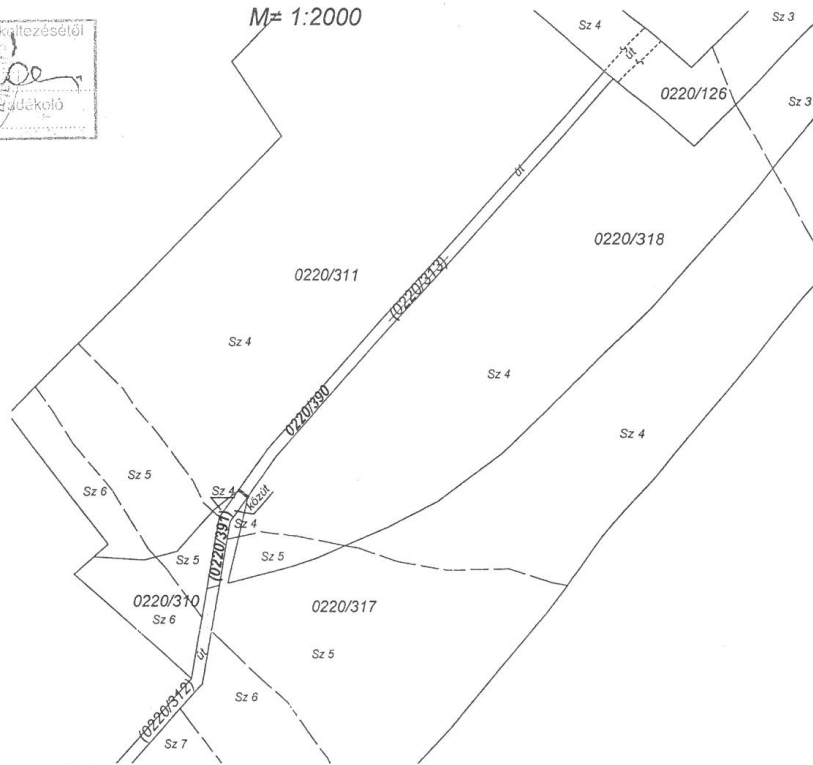 M= 1:2000
keltezésétől
záradékoló
Sz 4
Sz 3
út
0220/126
Sz 3
út
0220/318
0220/311
(0220/313)
Sz 4
Sz 4
0220/390
Sz 4
Sz 5
Sz 6
Sz 4
közút
Sz 4
(0220/391)
Sz 5
Sz 5
0220/310
0220/317
Sz 6
út
Sz 5
Sz 6
(0220/312)
Sz 7